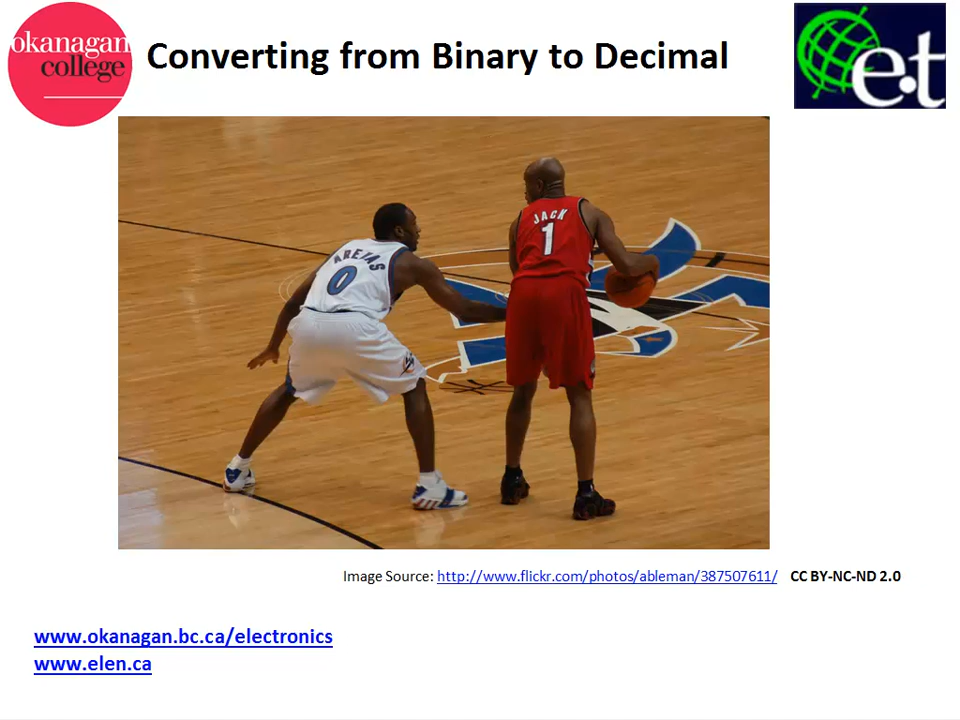 okanagan
college
Converting from Binary to Decimal
e.t
JACK
1
ARENAS
0
Image Source: http://www.flickr.com/photos/ableman/387507611/ CC BY-NC-ND 2.0
www.okanagan.bc.ca/electronics
www.elen.ca